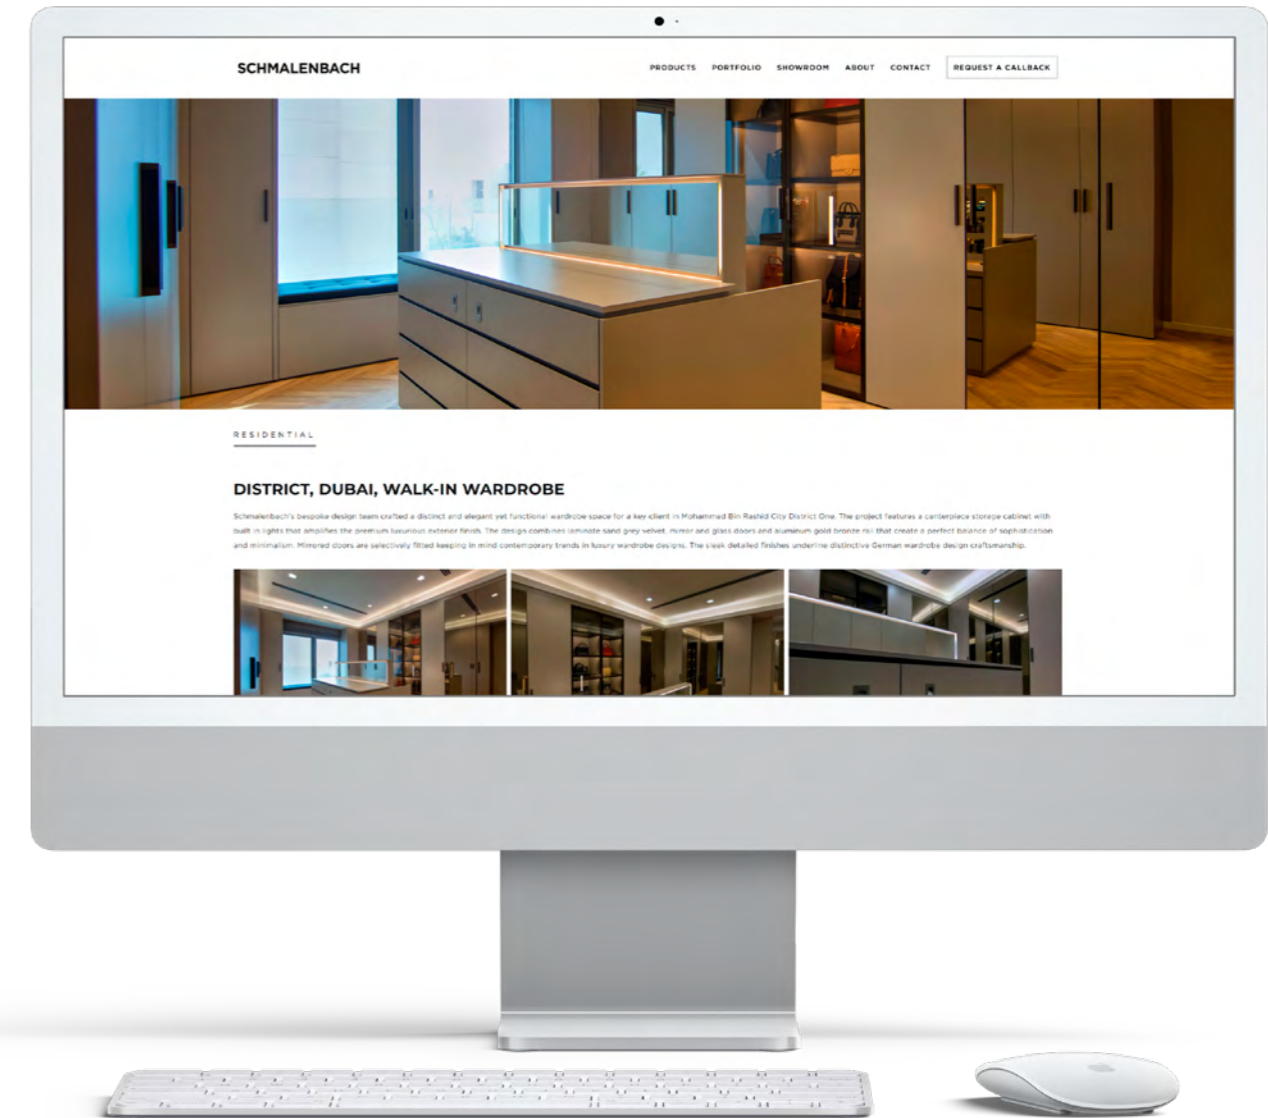 SCHMALENBACH
PRODUCTS PORTFOLIO SHOWROOM ABOUT CONTACT REQUEST A CALLBACK
RESIDENTIAL
DISTRICT, DUBAI, WALK-IN WARDROBE
Schmalenbach's bespoke design team crafted a distinct and elegant yet functional wardrobe space for a key client in Mohammed Bin Rashid City District One. The project features a centerpiece storage cabinet with
built in lights that amplifies the premium luxurious exterior finish. The design combines laminate sand grey velvet, mirror and glass doors and aluminum gold bronze rail that create a perfect balance of sophistication
and minimalism. Mirrored doors are selectively fitted keeping in mind contemporary trends in luxury wardrobe designs. The sleek detailed finishes underline distinctive German wardrobe design craftsmanship.